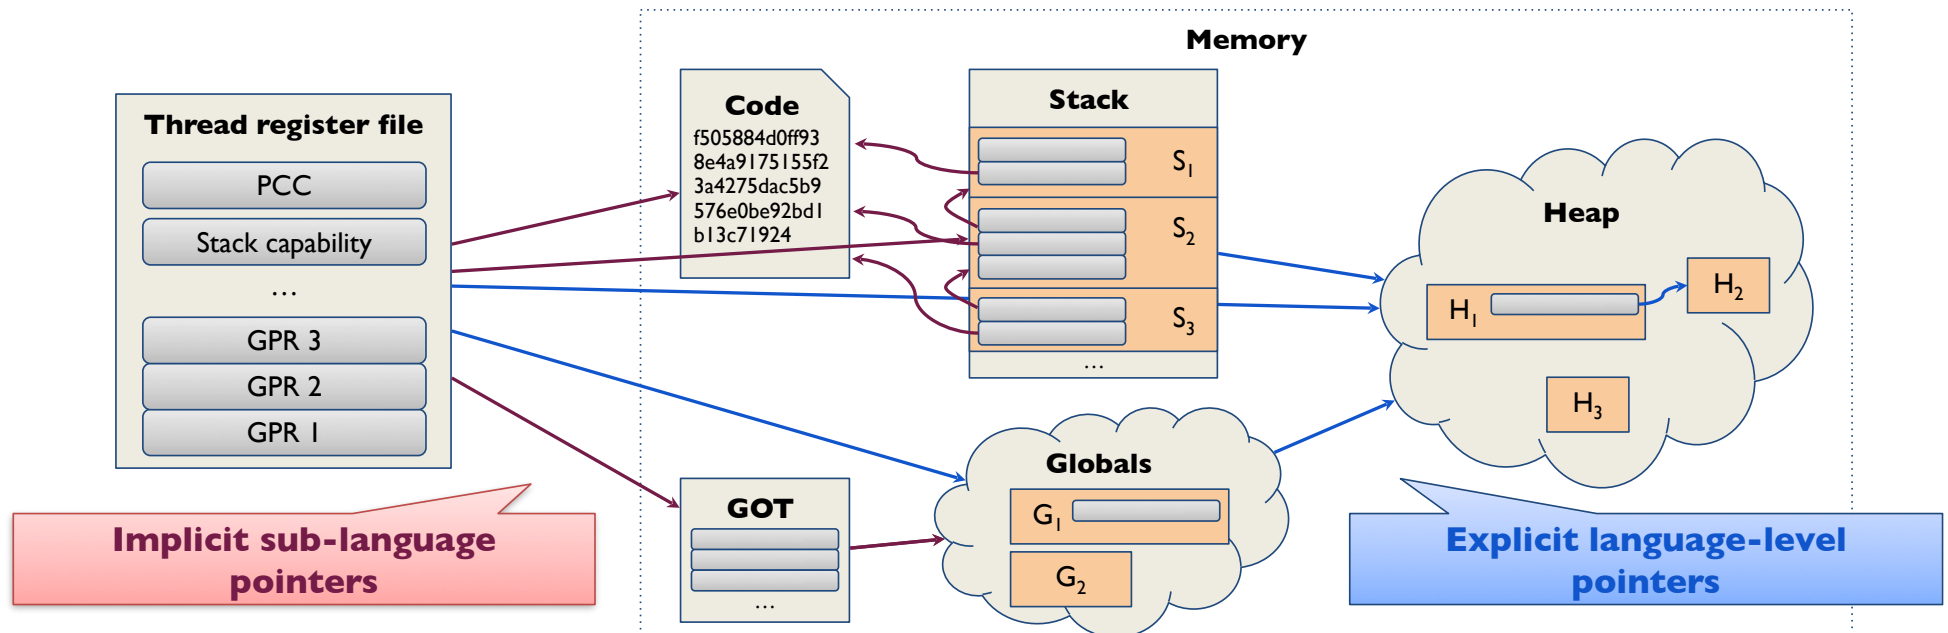 Memory
Thread register file
PCC
Stack capability
...
GPR 3
GPR 2
GPR 1
Code
f505884d0ff93
8e4a9175155f2
3a4275dac5b9
576e0be92bd1
b13c71924
Stack
S1
S2
S3
...
Heap
H1
H2
H3
Globals
G1
G2
GOT
...
Implicit sub-language
pointers
Explicit language-level
pointers